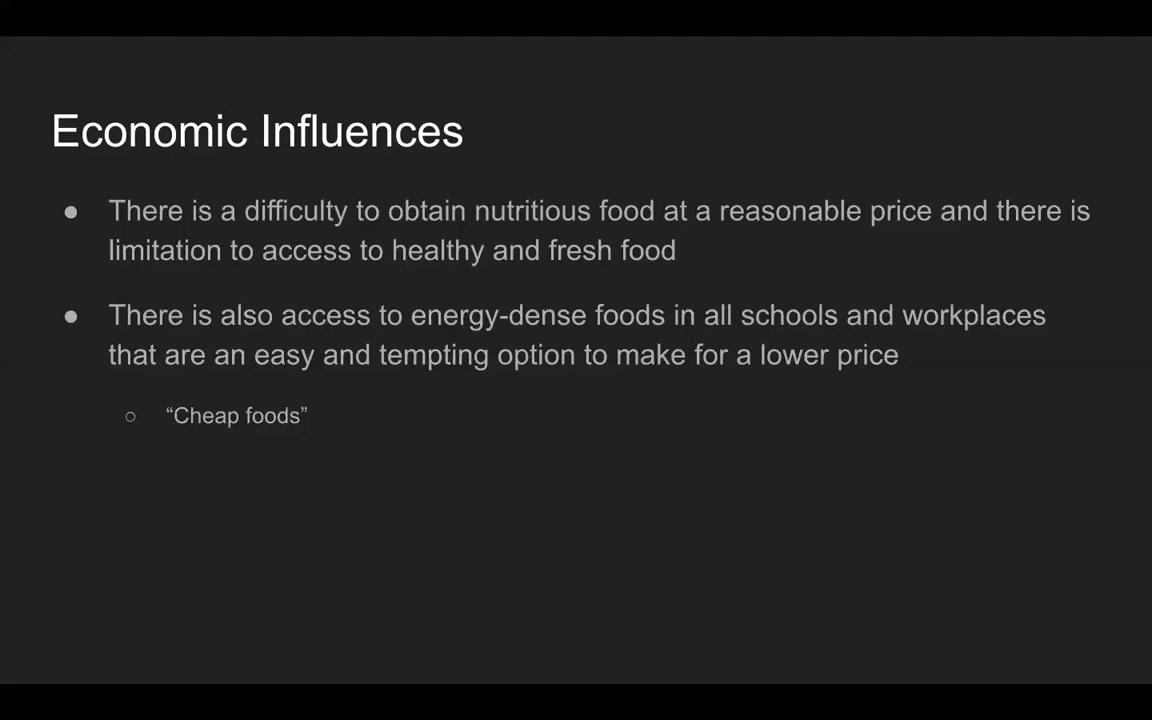 Economic Influences
● There is a difficulty to obtain nutritious food at a reasonable price and there is
limitation to access to healthy and fresh food
● There is also access to energy-dense foods in all schools and workplaces
that are an easy and tempting option to make for a lower price
○ “Cheap foods”